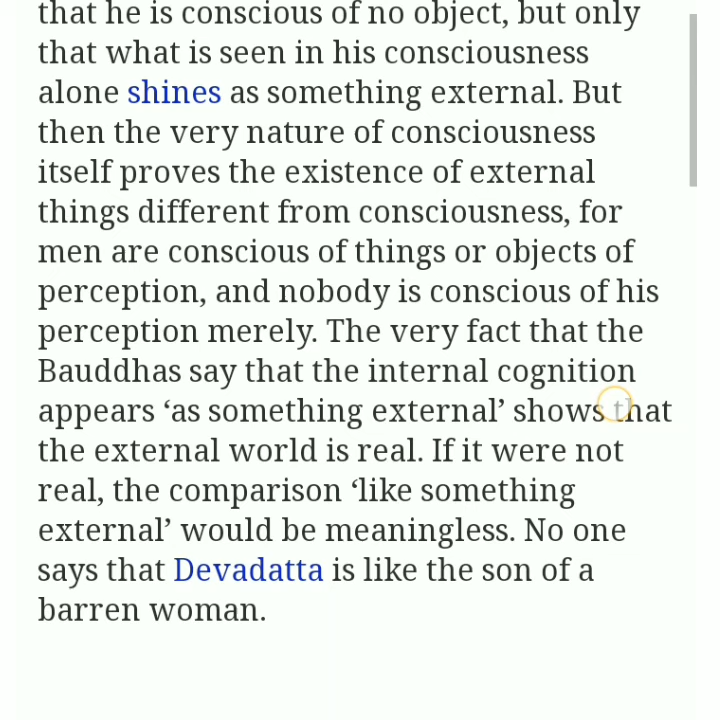 that he is conscious of no object, but only
that what is seen in his consciousness
alone shines as something external. But
then the very nature of consciousness
itself proves the existence of external
things different from consciousness, for
men are conscious of things or objects of
perception, and nobody is conscious of his
perception merely. The very fact that the
Bauddhas say that the internal cognition
appears ‘as something external’ shows that
the external world is real. If it were not
real, the comparison ‘like something
external’ would be meaningless. No one
says that Devadatta is like the son of a
barren woman.